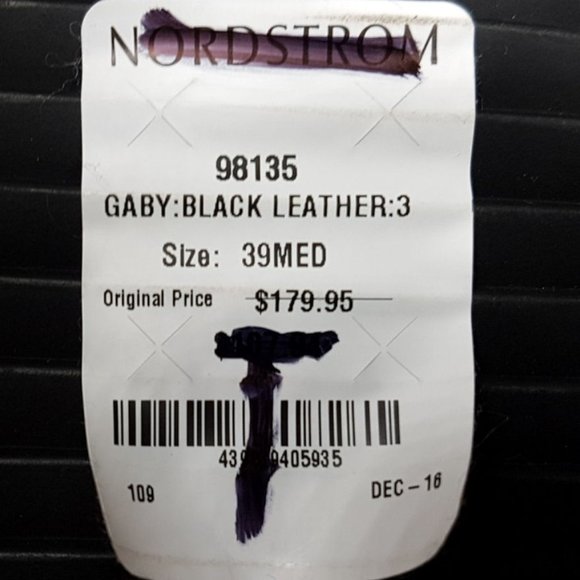 NORDSTROM
98135
GABY:BLACK LEATHER:3
Size: 39MED
Original Price $179.95
109
DEC-16